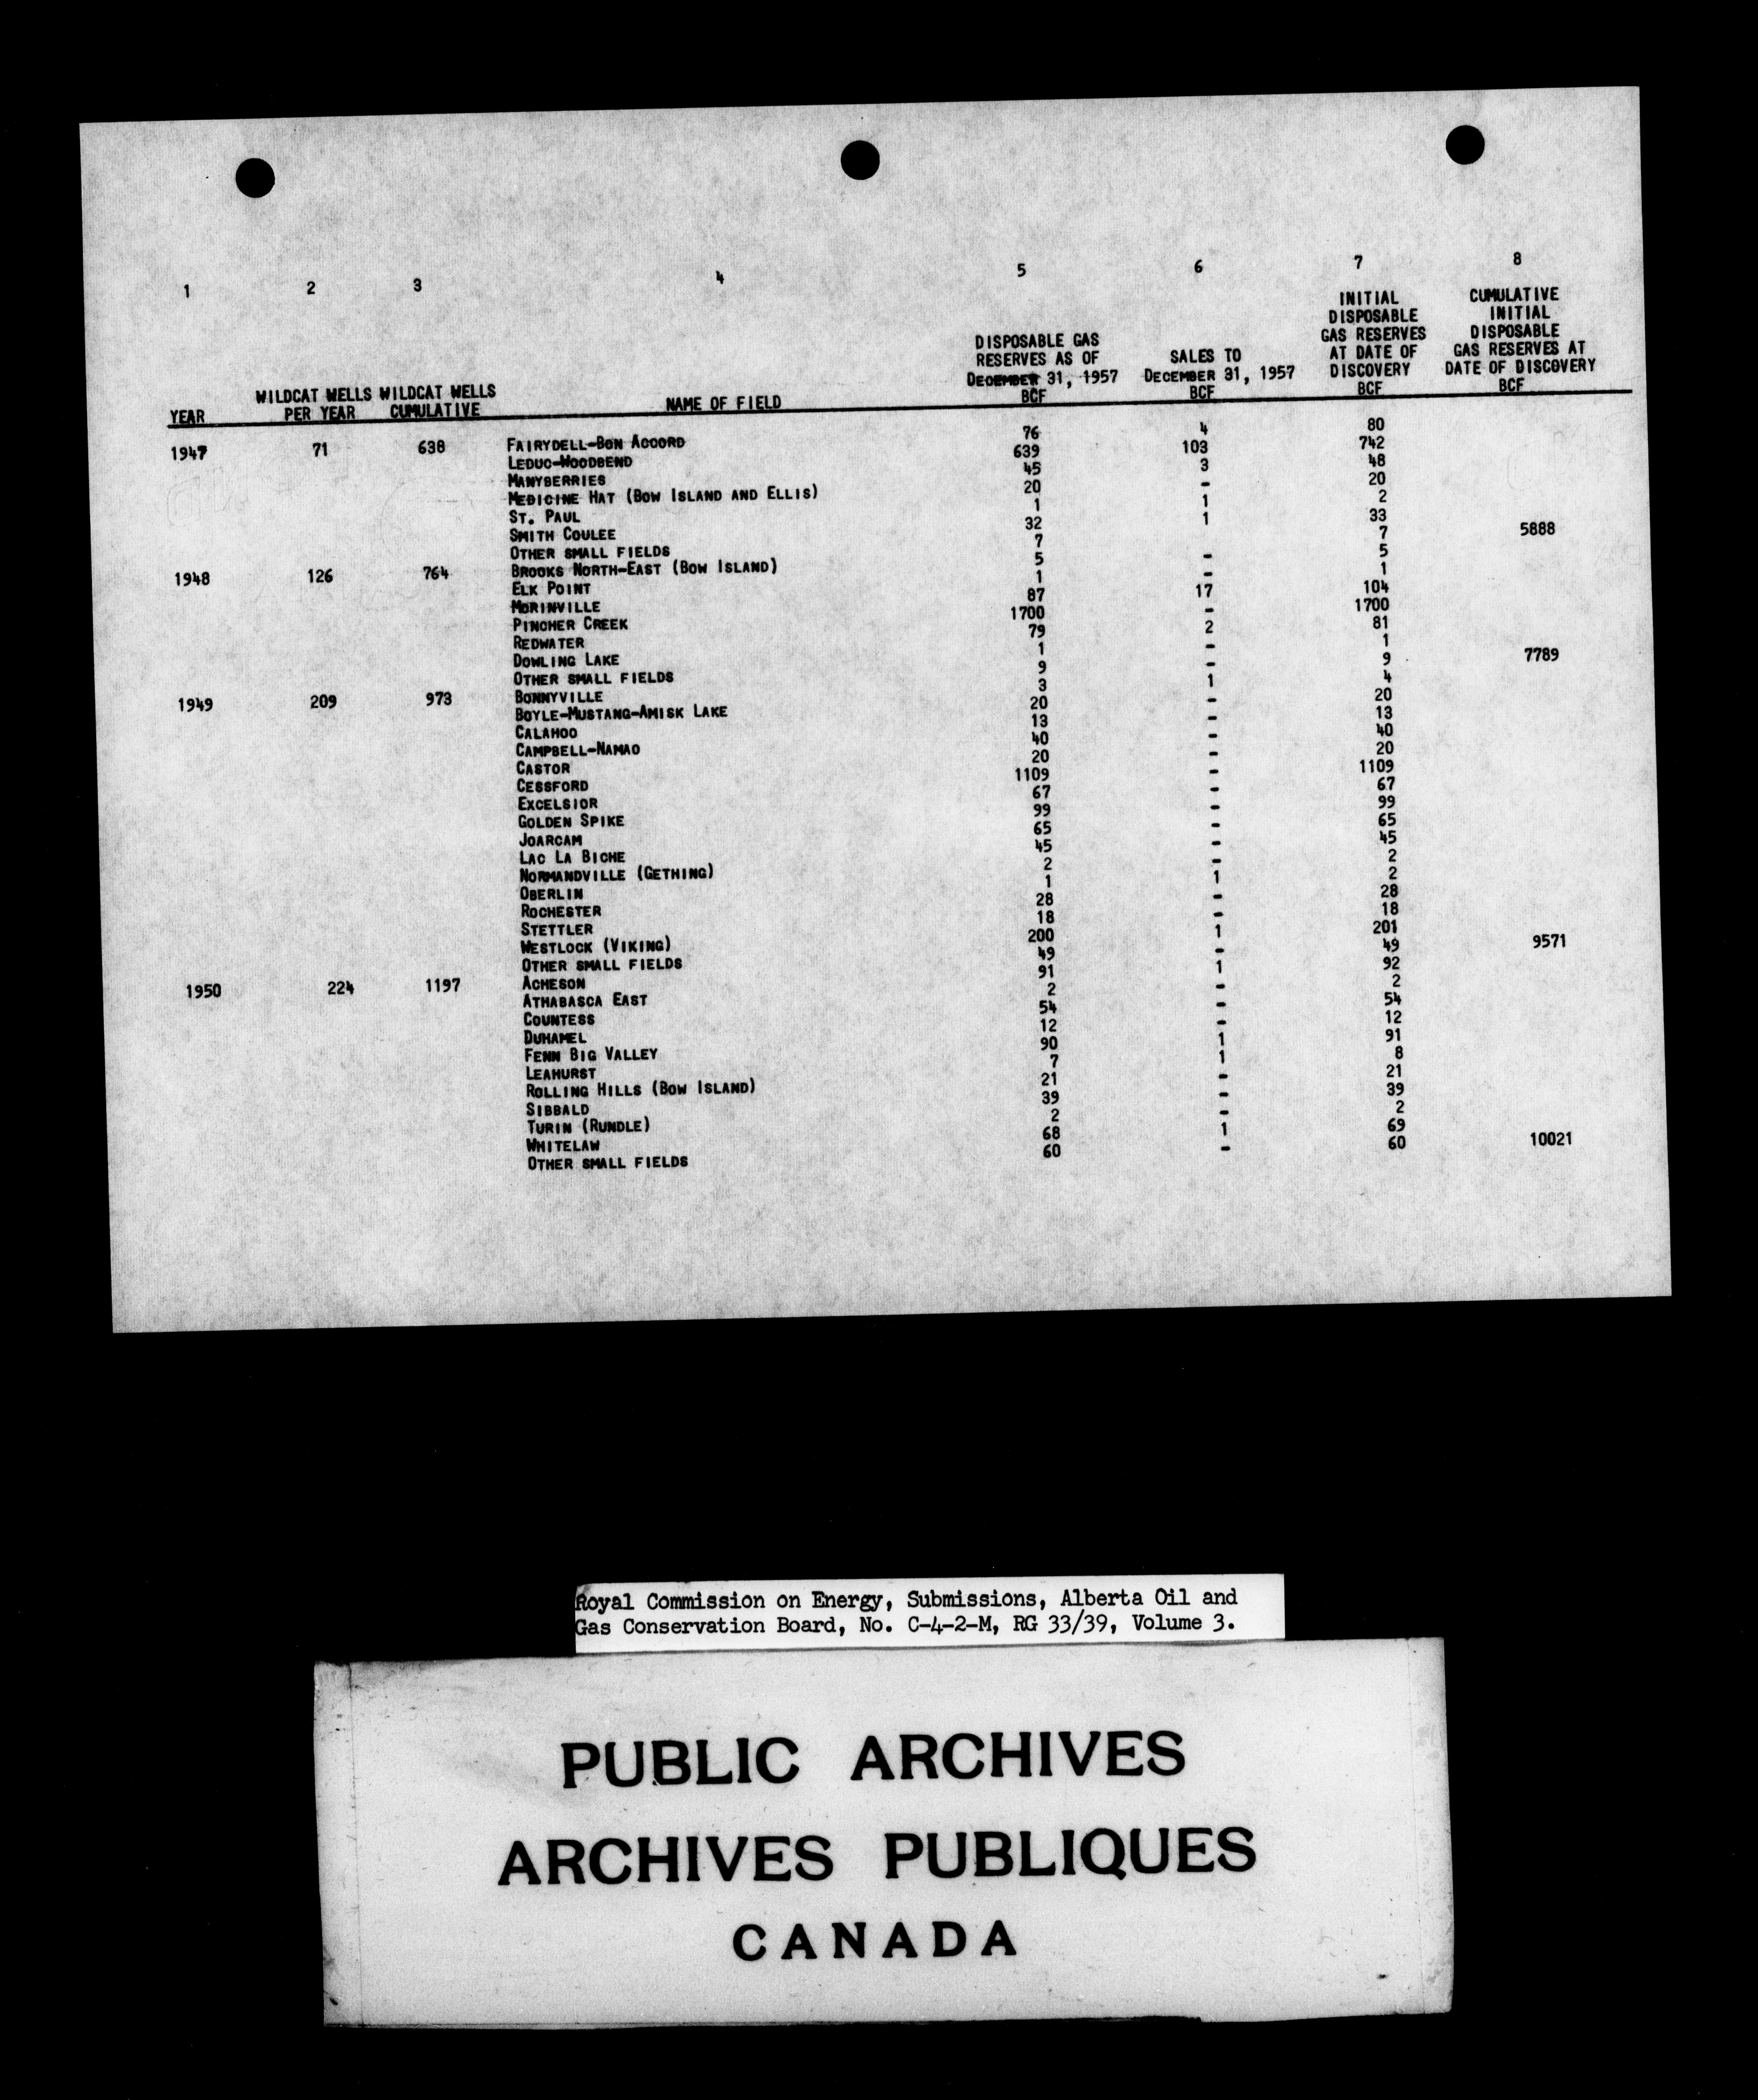 1 2 3 4 5 6 7 8
YEAR WILDCAT WELLS PER YEAR WILDCAT WELLS CUMULATIVE NAME OF FIELD DISPOSABLE GAS RESERVES AS OF DECEMBER 31, 1957 BCF SALES TO DECEMBER 31, 1957 BCF INITIAL DISPOSABLE GAS RESERVES AT DATE OF DISCOVERY BCF CUMULATIVE INITIAL DISPOSABLE GAS RESERVES AT DATE OF DISCOVERY BCF
1947 71 638 FAIRYDELL-BON ACCORD 76 4 80
LEDUC-WOODBEND 639 103 742
MANYBERRIES 45 3 48
MEDICINE HAT (BOW ISLAND AND ELLIS) 20 - 20
ST. PAUL 1 1 2
SMITH COULEE 32 1 33
OTHER SMALL FIELDS 7 7 5888
1948 126 764 BROOKS NORTH-EAST (BOW ISLAND) 5 - 5
ELK POINT 1 - 1
MORINVILLE 87 17 104
PINCHER CREEK 1700 - 1700
REDWATER 79 2 81
DOWLING LAKE 1 - 1
OTHER SMALL FIELDS 9 - 9 7789
1949 209 973 BONNYVILLE 3 1 4
BOYLE-MUSTANG-AMISK LAKE 20 - 20
CALAHOO 13 - 13
CAMPBELL-NAMAO 40 - 40
CASTOR 20 - 20
CESSFORD 1109 - 1109
EXCELSIOR 67 - 67
GOLDEN SPIKE 99 - 99
JOARCAM 65 - 65
LAC LA BICHE 45 45
NORMANDVILLE (GETHING) 2 - 2
OBERLIN 1 1 2
ROCHESTER 28 - 28
STETTLER 18 - 18
WESTLOCK (VIKING) 200 1 201
OTHER SMALL FIELDS 49 - 49 9571
1950 224 1197 ACHESON 91 1 92
ATHABASCA EAST 2 - 2
COUNTESS 54 - 54
DUHAMEL 12 - 12
FENN BIG VALLEY 90 1 91
LEAHURST 7 1 8
ROLLING HILLS (BOW ISLAND) 21 - 21
SIBBALD 39 - 39
TURIN (RUNDLE) 2 - 2
WHITELAW 68 1 69
OTHER SMALL FIELDS 60 - 60 10021
Royal Commission on Energy, Submissions, Alberta Oil and
Gas Conservation Board, No. C-4-2-M, RG 33/39, Volume 3.
PUBLIC ARCHIVES
ARCHIVES PUBLIQUES
CANADA